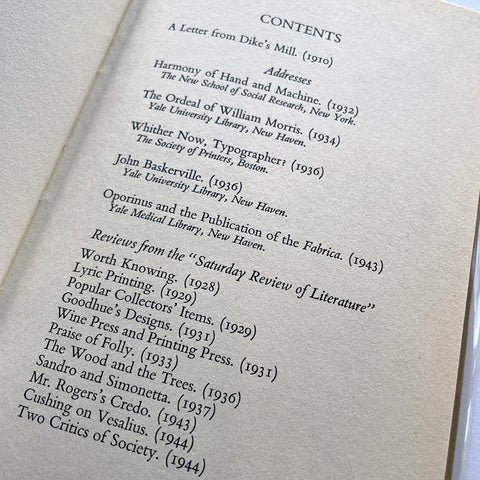 CONTENTS
A Letter from Dike's Mill. (1910)
Addresses
Harmony of Hand and Machine. (1932)
The New School of Social Research, New York.
The Ordeal of William Morris. (1934)
Yale University Library, New Haven.
Whither Now, Typographer? (1936)
The Society of Printers, Boston.
John Baskerville. (1936)
Yale University Library, New Haven.
Oporinus and the Publication of the Fabrica. (1943)
Yale Medical Library, New Haven.
Reviews from the "Saturday Review of Literature"
Worth Knowing. (1928)
Lyric Printing. (1929)
Popular Collectors' Items. (1929)
Goodhue's Designs. (1931)
Wine Press and Printing Press. (1931)
Praise of Folly. (1933)
The Wood and the Trees. (1936)
Sandro and Simonetta. (1937)
Mr. Rogers's Credo. (1943)
Cushing on Vesalius. (1944)
Two Critics of Society. (1944)